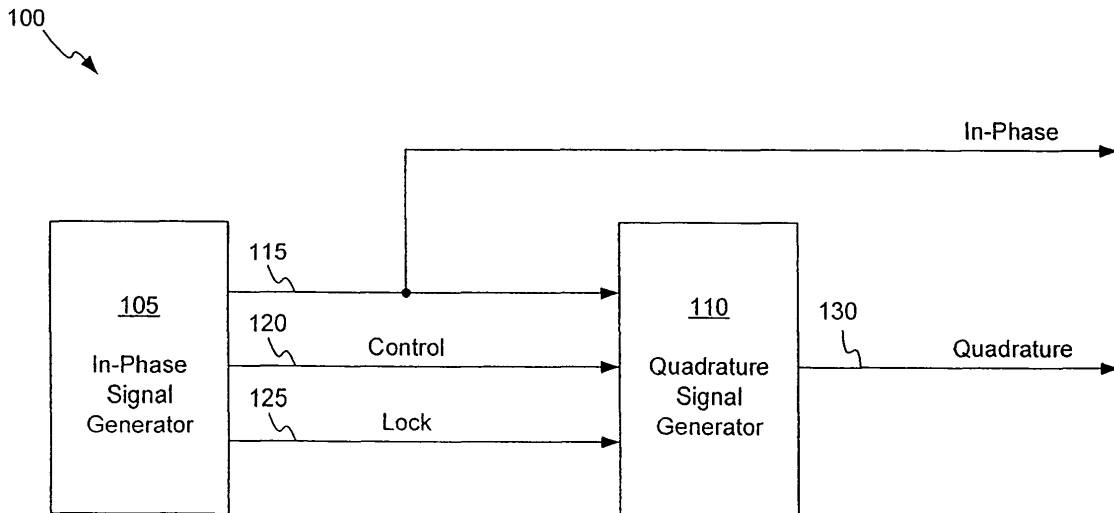 100
In-Phase
115
105
110
130
120
Control
Quadrature
In-Phase
Signal
Generator
Quadrature
Signal
Generator
125
Lock